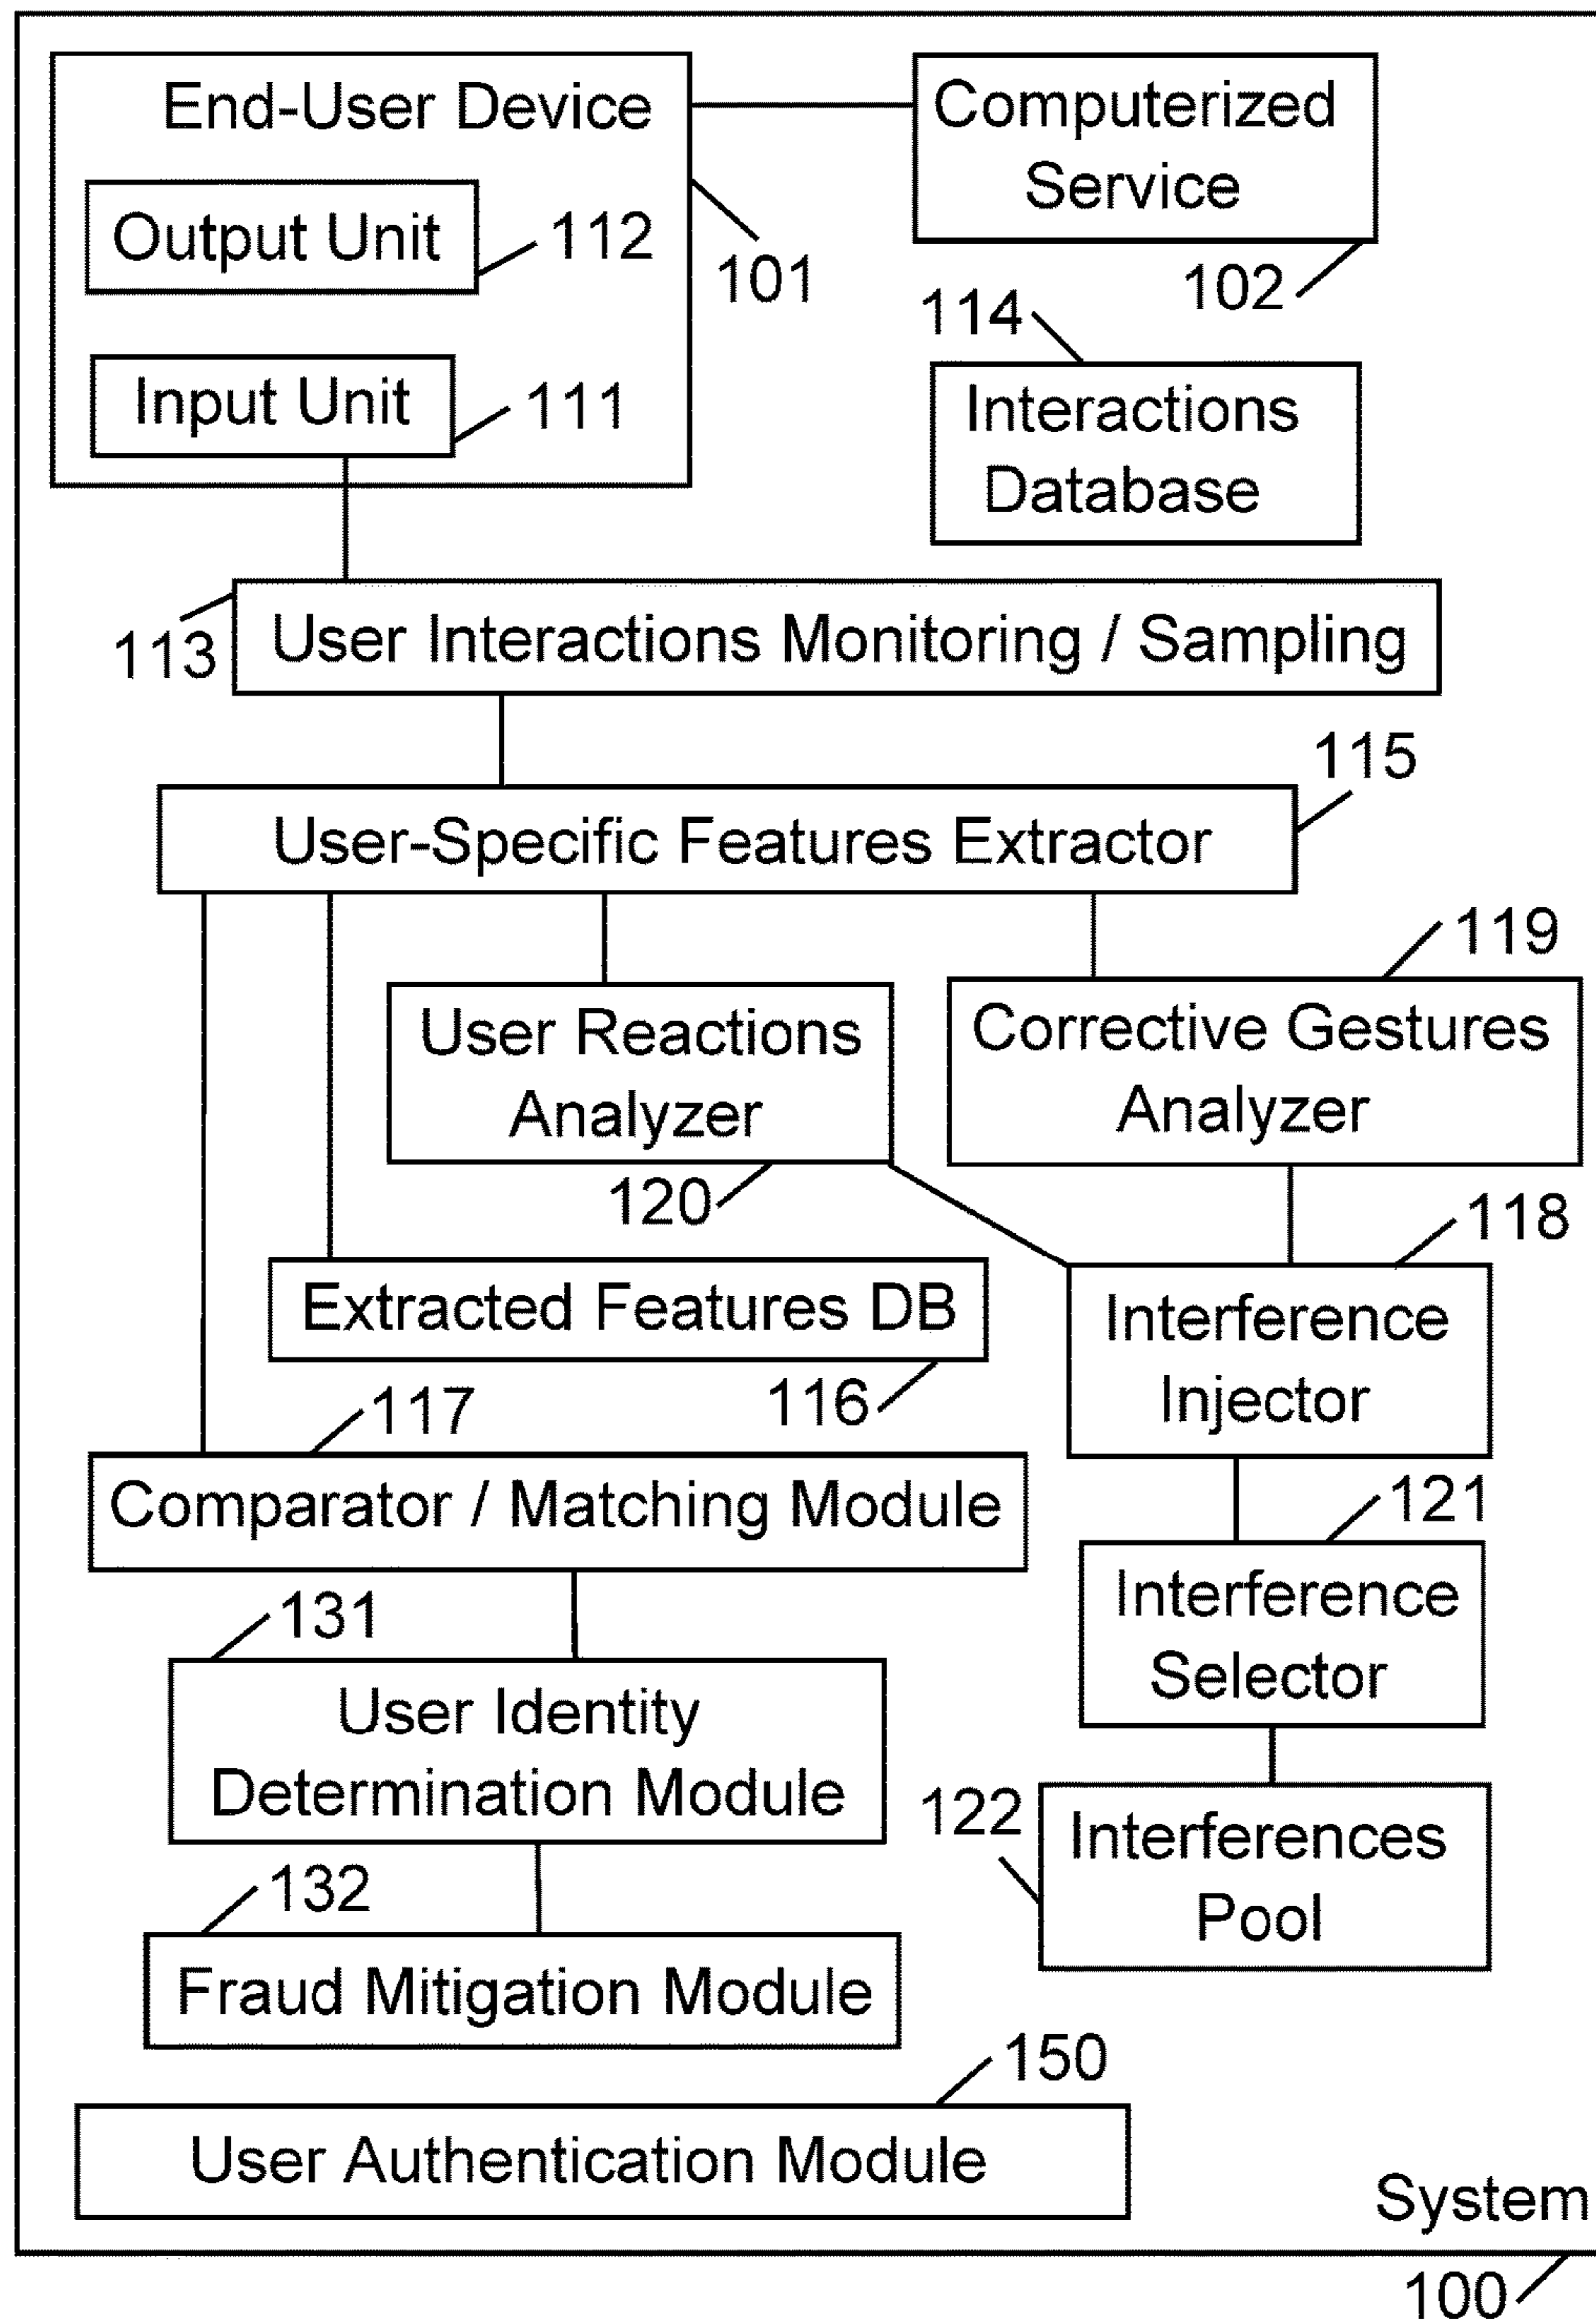 End-User Device
Computerized
Service
Output Unit
112
101
102
114
Input Unit
111
Interactions
Database
113
User Interactions Monitoring / Sampling
115
User-Specific Features Extractor
119
User Reactions
Analyzer
Corrective Gestures
Analyzer
120
118
Extracted Features DB
Interference
Injector
116
117
Comparator / Matching Module
121
131
Interference
Selector
User Identity
Determination Module
122
Interferences
Pool
132
Fraud Mitigation Module
150
User Authentication Module
System
100